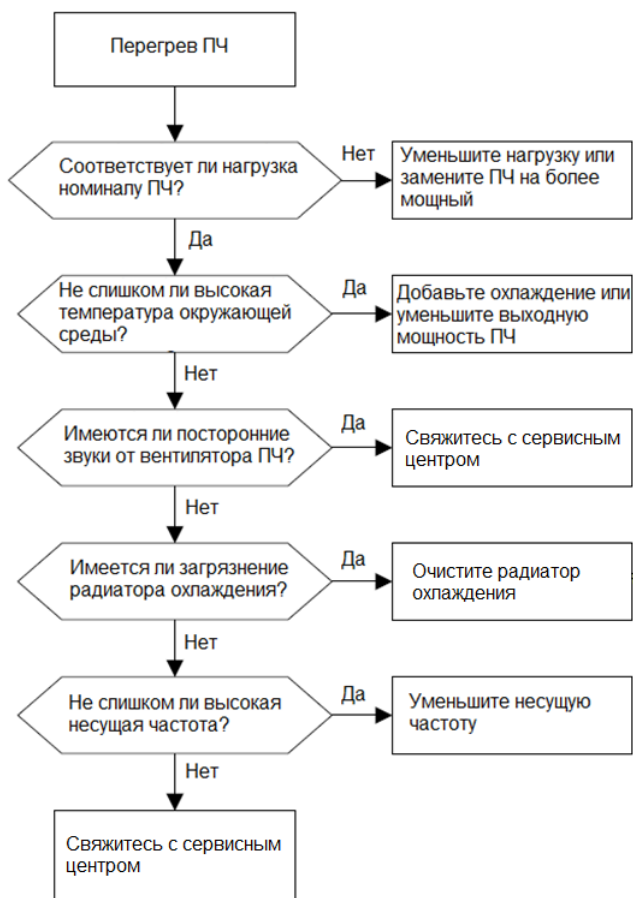 Перегрев ПЧ
Соответствует ли нагрузка
номиналу ПЧ?
Нет
Уменьшите нагрузку или
замените ПЧ на более
мощный
Да
Не слишком ли высокая
температура окружающей
среды?
Да
Добавьте охлаждение или
уменьшите выходную
мощность ПЧ
Нет
Имеются ли посторонние
звуки от вентилятора ПЧ?
Да
Свяжитесь с сервисным
центром
Нет
Имеется ли загрязнение
радиатора охлаждения?
Да
Очистите радиатор
охлаждения
Нет
Не слишком ли высокая
несущая частота?
Да
Уменьшите несущую
частоту
Нет
Свяжитесь с сервисным
центром